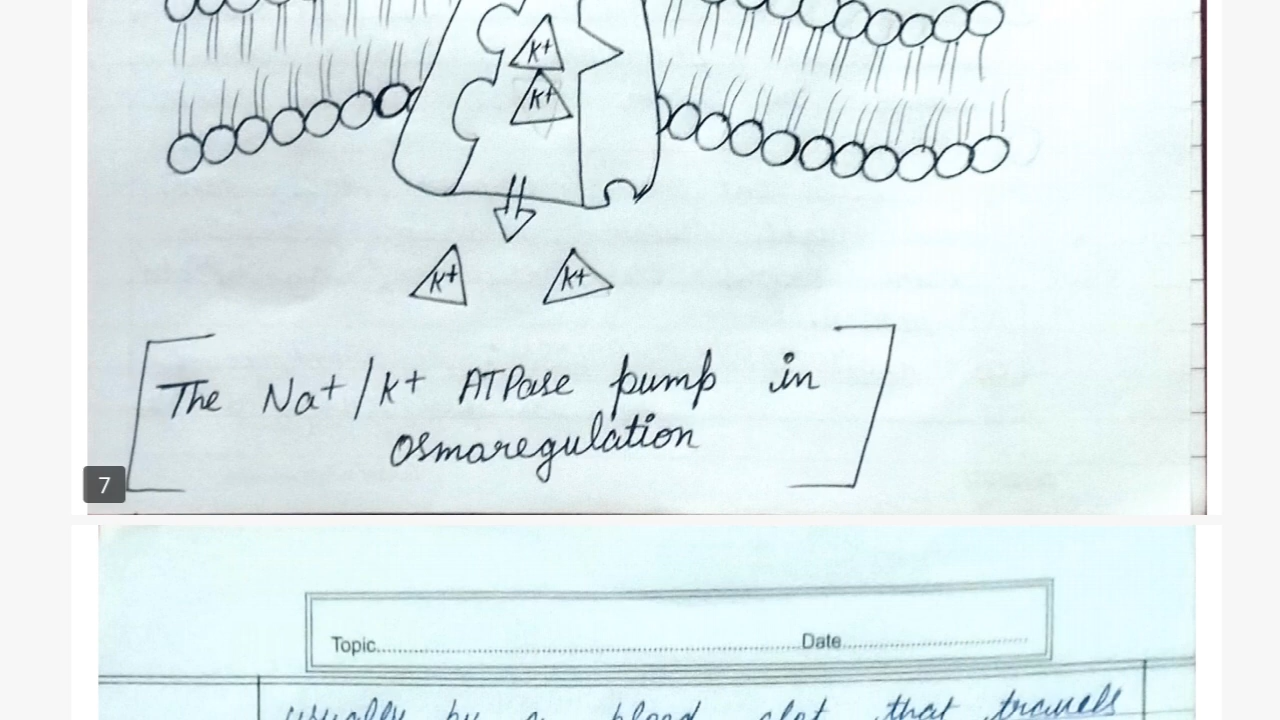 K+
K+
K+ K+
The Na+/K+ ATPase pump in
Osmaregulation
7
Topic Date
usually by a blood clot that travels